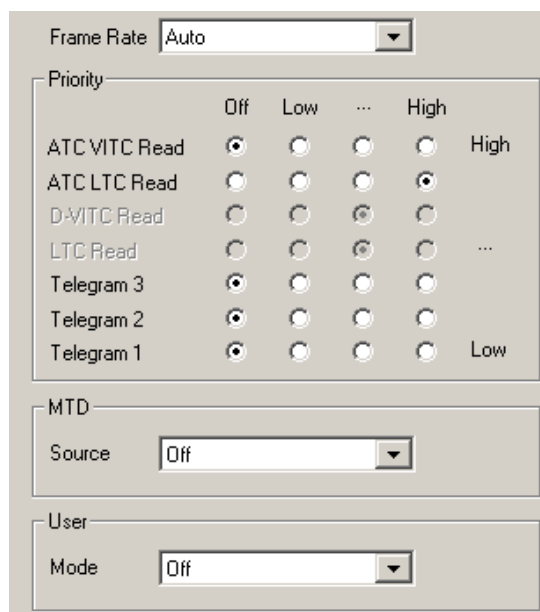 Frame Rate Auto
Priority
Off Low ... High
ATC VITC Read High
ATC LTC Read
D-VITC Read
LTC Read ...
Telegram 3
Telegram 2
Telegram 1 Low
MTD
Source Off
User
Mode Off